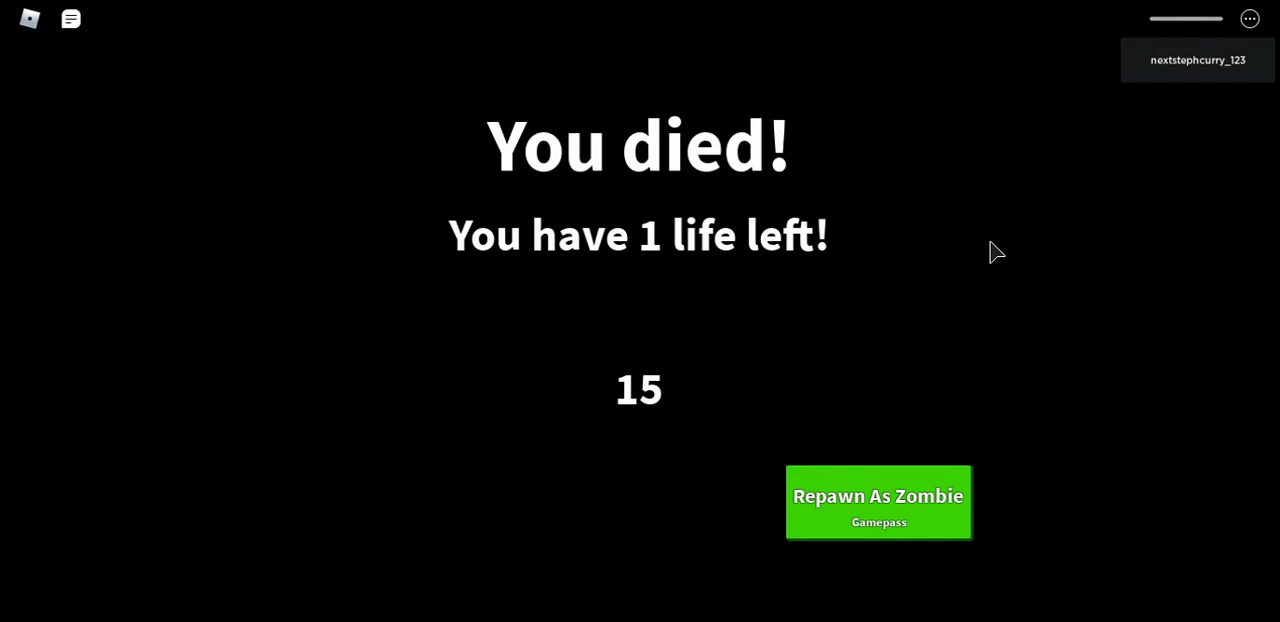 nextstephcurry_123
You died!
You have 1 life left!
15
Repawn As Zombie
Gamepass